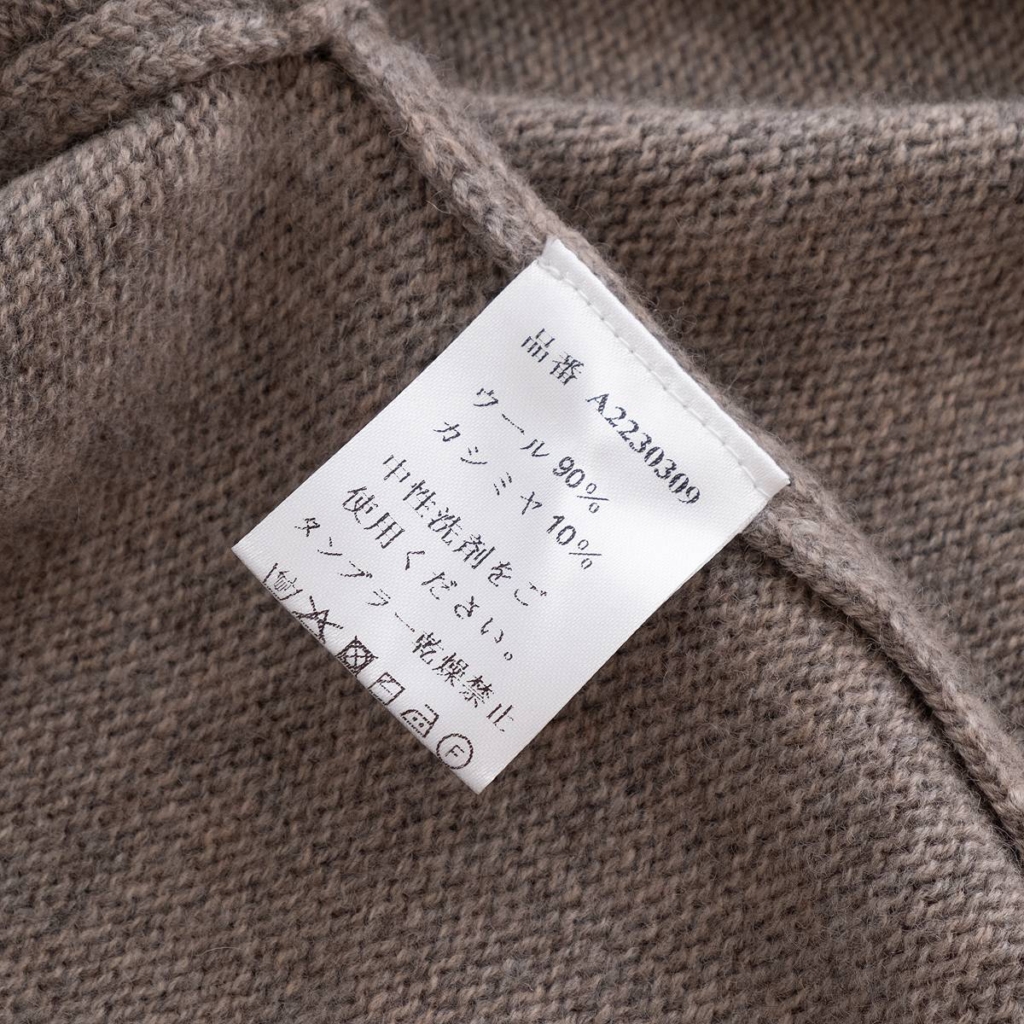 品番 A2230309
ウール 90%
カシミヤ 10%
中性洗剤をご
使用ください。
タンブラー乾燥禁止
F